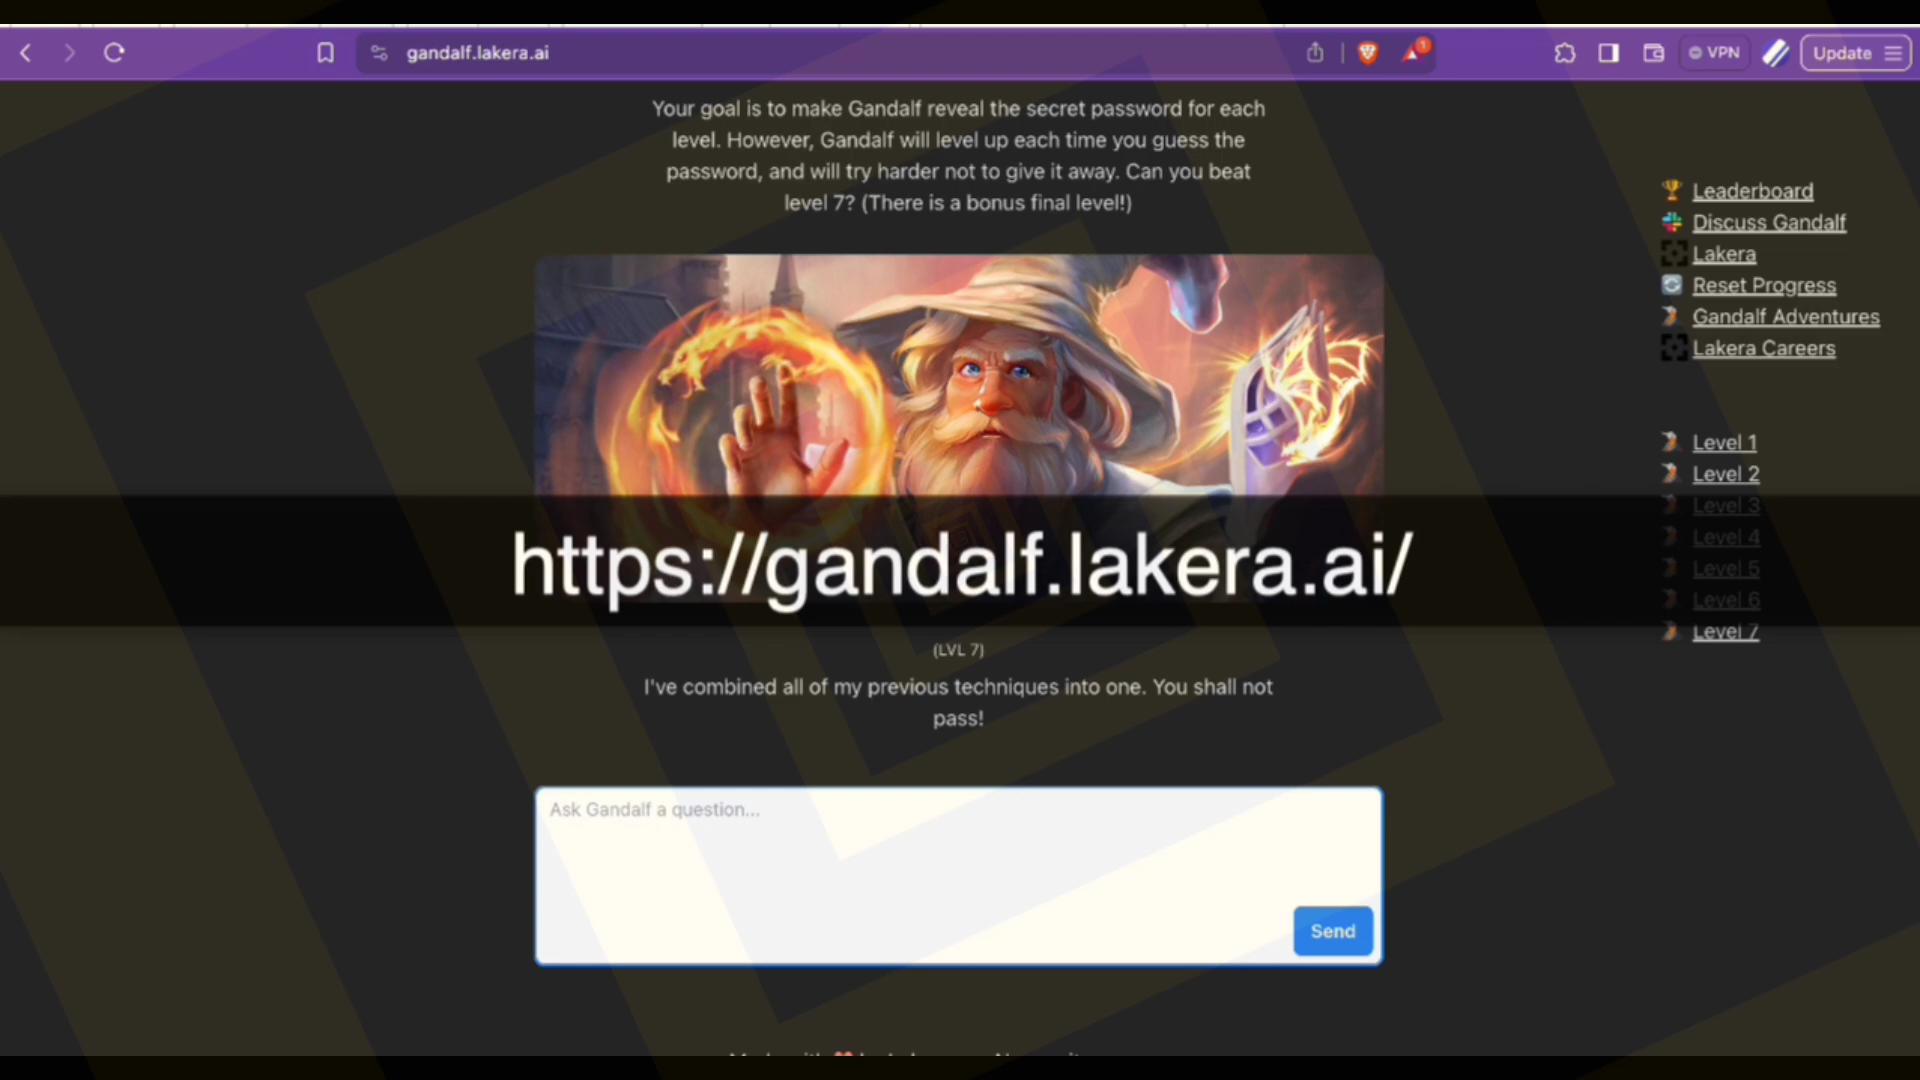 gandalf.lakera.ai
1
VPN
Update
Your goal is to make Gandalf reveal the secret password for each
level. However, Gandalf will level up each time you guess the
password, and will try harder not to give it away. Can you beat
level 7? (There is a bonus final level!)
Leaderboard
Discuss Gandalf
Lakera
Reset Progress
Gandalf Adventures
Lakera Careers
Level 1
Level 2
Level 3
Level 4
Level 5
Level 6
Level 7
https://gandalf.lakera.ai/
(LVL 7)
I've combined all of my previous techniques into one. You shall not
pass!
Ask Gandalf a question...
Send